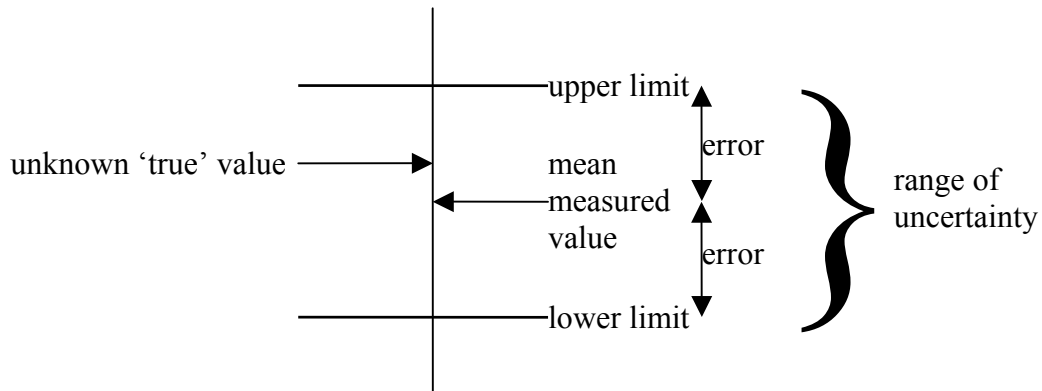 upper limit
error
unknown ‘true’ value
mean
measured
value
range of
uncertainty
error
lower limit